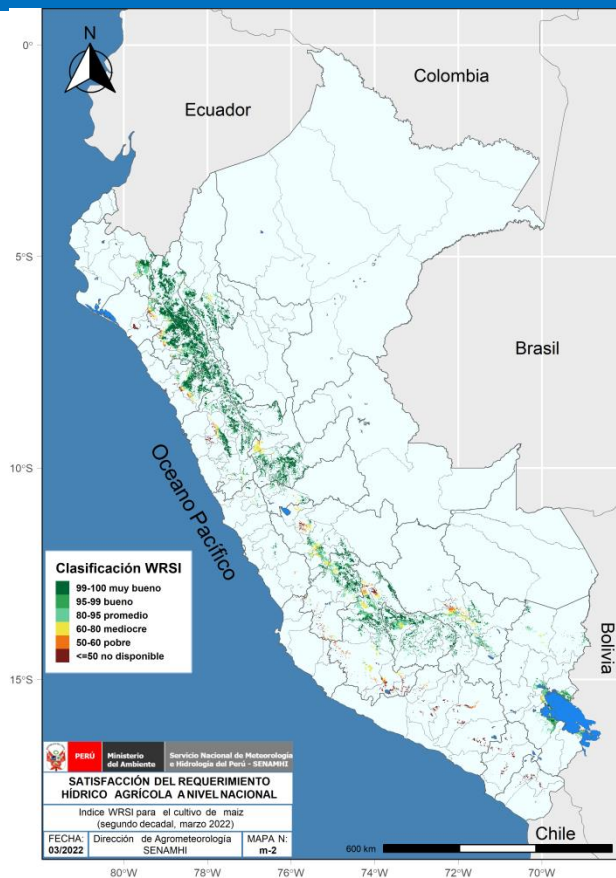 N
0°
Colombia
Ecuador
5°S
Brasil
10°S
Oceano Pacífico
Clasificación WRSI
99-100 muy bueno
95-99 bueno
80-95 promedio
60-80 mediocre
50-60 pobre
<=50 no disponible
Bolivia
15°S
PERÚ
Ministerio del Ambiente
Servicio Nacional de Meteorología e Hidrología del Perú - SENAMHI
SATISFACCIÓN DEL REQUERIMIENTO
HÍDRICO AGRÍCOLA A NIVEL NACIONAL
Indice WRSI para el cultivo de maiz
(segundo decadal, marzo 2022)
FECHA:
03/2022
Dirección de Agrometeorología
SENAMHI
MAPA N:
m-2
600 km
Chile
80°W
78°W
76°W
74°W
72°W
70°W